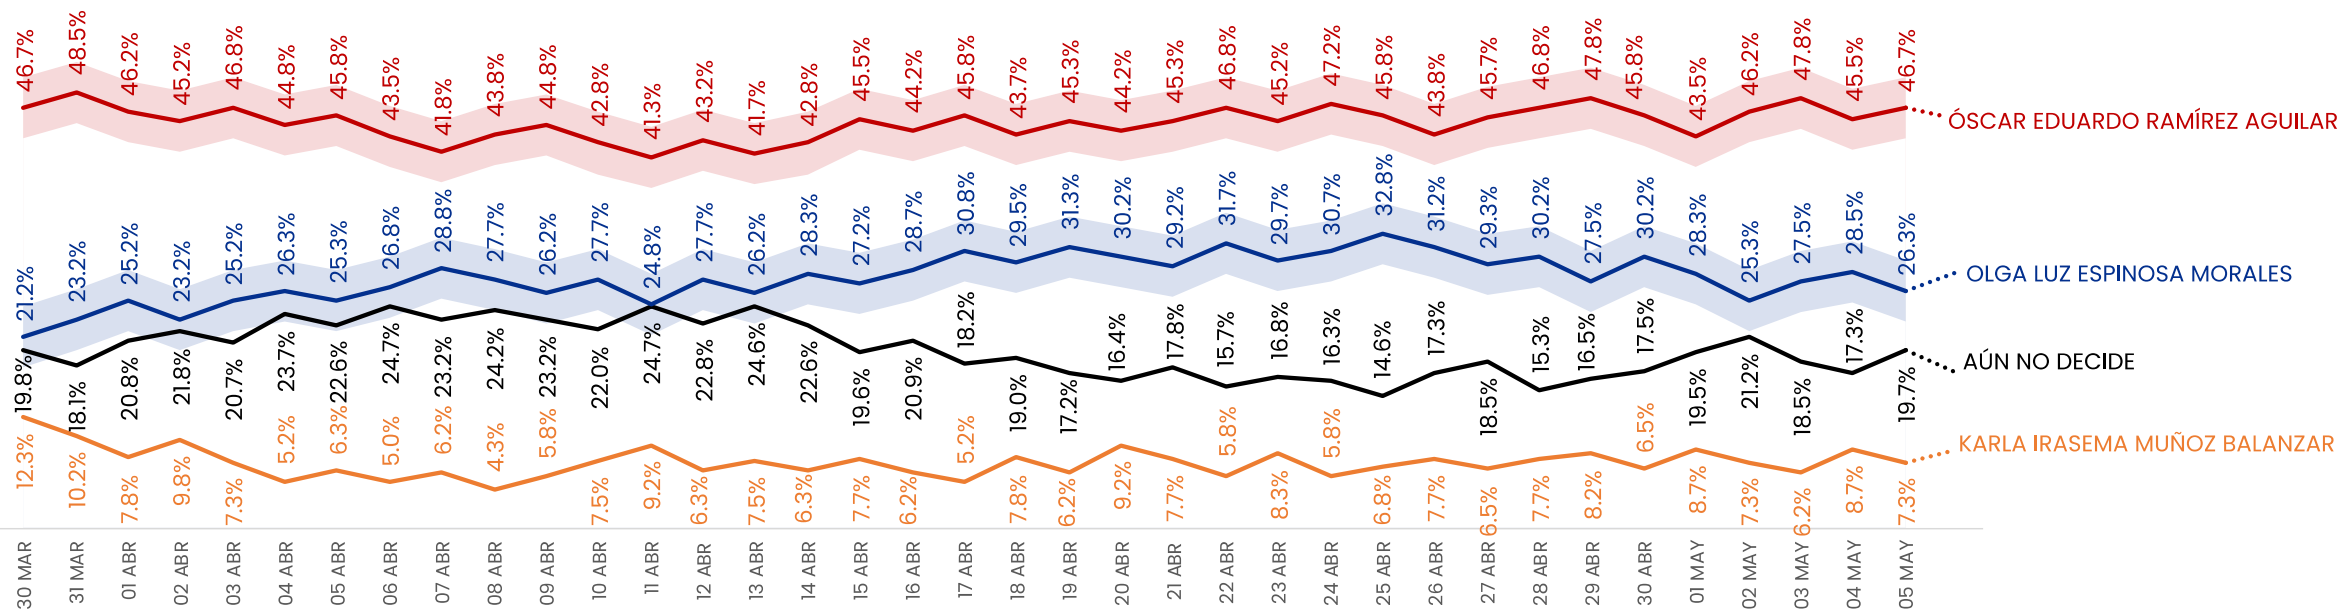 46.7% 48.5% 46.2% 45.2% 46.8% 44.8% 45.8% 43.5% 41.8% 43.8% 44.8% 42.8% 41.3% 43.2% 41.7% 42.8% 45.5% 44.2% 45.8% 43.7% 45.3% 44.2% 45.3% 46.8% 45.2% 47.2% 45.8% 43.8% 45.7% 46.8% 47.8% 45.8% 43.5% 46.2% 47.8% 45.5% 46.7%
ÓSCAR EDUARDO RAMÍREZ AGUILAR
21.2% 23.2% 25.2% 23.2% 25.2% 26.3% 25.3% 26.8% 28.8% 27.7% 26.2% 27.7% 24.8% 27.7% 26.2% 28.3% 27.2% 28.7% 30.8% 29.5% 31.3% 30.2% 29.2% 31.7% 29.7% 30.7% 32.8% 31.2% 29.3% 30.2% 27.5% 30.2% 28.3% 25.3% 27.5% 28.5% 26.3%
OLGA LUZ ESPINOSA MORALES
19.8% 18.1% 20.8% 21.8% 20.7% 23.7% 22.6% 24.7% 23.2% 24.2% 23.2% 22.0% 24.7% 22.8% 24.6% 22.6% 19.6% 20.9% 18.2% 19.0% 17.2% 16.4% 17.8% 15.7% 16.8% 16.3% 14.6% 17.3% 18.5% 15.3% 16.5% 17.5% 19.5% 21.2% 18.5% 17.3% 19.7%
AÚN NO DECIDE
12.3% 10.2% 7.8% 9.8% 7.3% 5.2% 6.3% 5.0% 6.2% 4.3% 5.8% 7.5% 9.2% 6.3% 7.5% 6.3% 7.7% 6.2% 5.2% 7.8% 6.2% 9.2% 7.7% 5.8% 8.3% 5.8% 6.8% 7.7% 6.5% 7.7% 8.2% 6.5% 8.7% 7.3% 6.2% 8.7% 7.3%
KARLA IRASEMA MUÑOZ BALANZAR
30 MAR 31 MAR 01 ABR 02 ABR 03 ABR 04 ABR 05 ABR 06 ABR 07 ABR 08 ABR 09 ABR 10 ABR 11 ABR 12 ABR 13 ABR 14 ABR 15 ABR 16 ABR 17 ABR 18 ABR 19 ABR 20 ABR 21 ABR 22 ABR 23 ABR 24 ABR 25 ABR 26 ABR 27 ABR 28 ABR 29 ABR 30 ABR 01 MAY 02 MAY 03 MAY 04 MAY 05 MAY